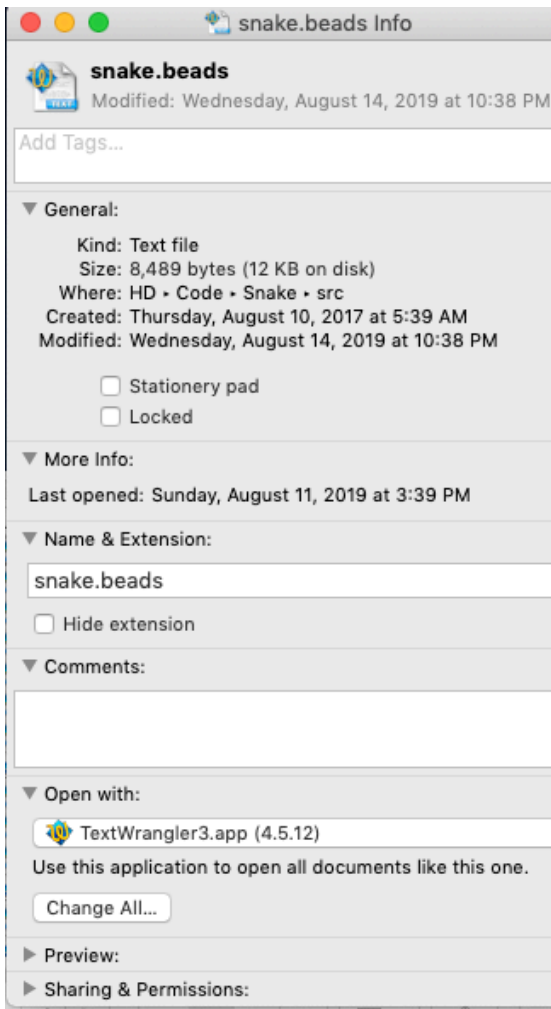 snake.beads Info
snake.beads
Modified: Wednesday, August 14, 2019 at 10:38 PM
Add Tags...
General:
Kind: Text file
Size: 8,489 bytes (12 KB on disk)
Where: HD ▸ Code ▸ Snake ▸ src
Created: Thursday, August 10, 2017 at 5:39 AM
Modified: Wednesday, August 14, 2019 at 10:38 PM
Stationery pad
Locked
More Info:
Last opened: Sunday, August 11, 2019 at 3:39 PM
Name & Extension:
snake.beads
Hide extension
Comments:
Open with:
TextWrangler3.app (4.5.12)
Use this application to open all documents like this one.
Change All...
Preview:
Sharing & Permissions: